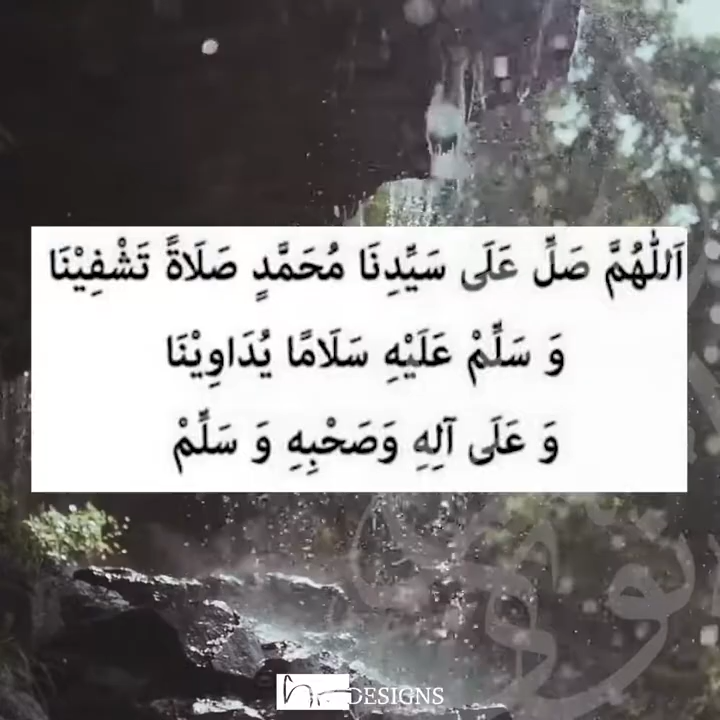 اَللّٰهُمَّ صَلِّ عَلَى سَيِّدِنَا مُحَمَّدٍ صَلَاةً تَشْفِيْنَا
وَ سَلِّمْ عَلَيْهِ سَلَامًا يُدَاوِيْنَا
وَ عَلَى آلِهِ وَصَحْبِهِ وَ سَلِّمْ
DESIGNS